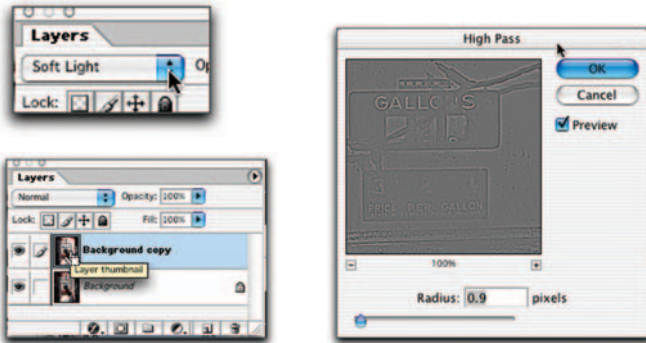 Layers
Soft Light
Op
Lock:
Layers
Normal
Opacity: 100%
Lock:
Fill: 100%
Background copy
Layer thumbnail
Background
High Pass
GALLONS
PRICE PER GALLON
OK
Cancel
Preview
100%
Radius: 0.9 pixels